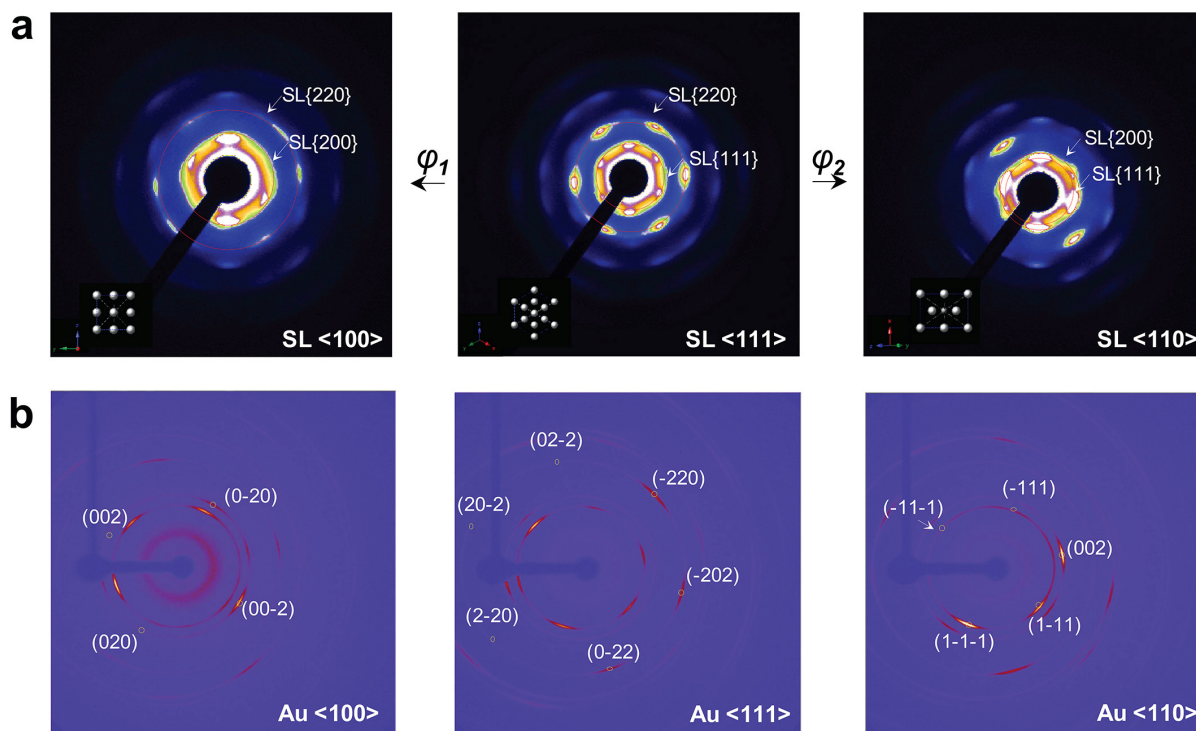 a
SL{220}
SL{200}
SL <100>
φ1
SL{220}
SL{111}
SL <111>
φ2
SL{200}
SL{111}
SL <110>
b
(0-20)
(002)
(00-2)
(020)
Au <100>
(02-2)
(-220)
(20-2)
(-202)
(2-20)
(0-22)
Au <111>
(-111)
(-11-1)
(002)
(1-11)
(1-1-1)
Au <110>